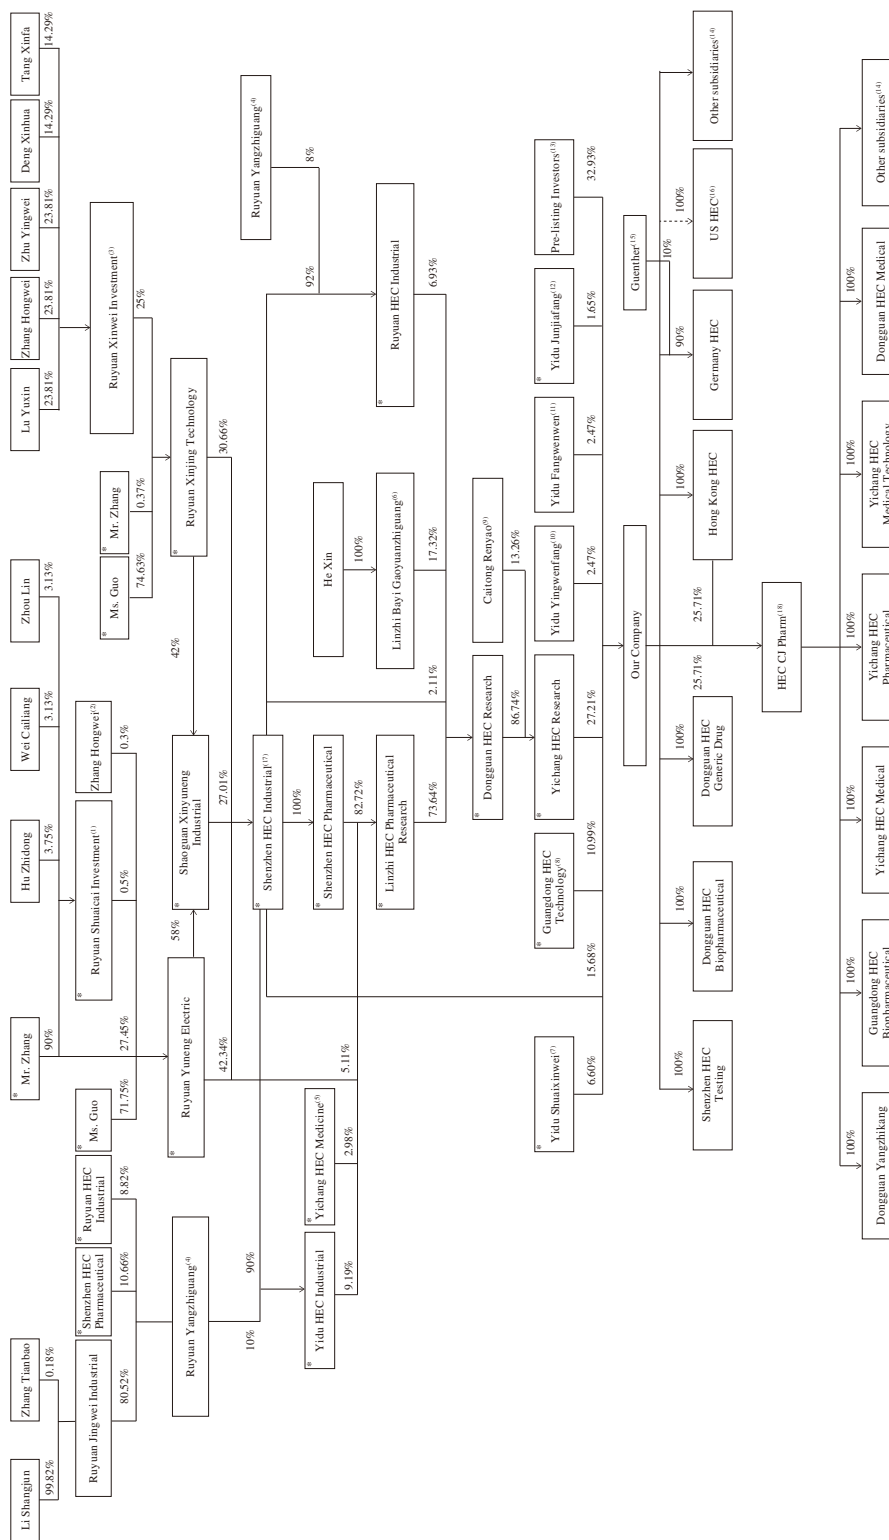 Li Shangjun
99.82%
Zhang Tianbao
0.18%
* Mr. Zhang
90%
Hu Zhidong
3.75%
Wei Cailiang
3.13%
Zhou Lin
3.13%
Lu Yuxin
23.81%
Zhang Hongwei
23.81%
Zhu Yingwei
23.81%
Deng Xinhua
14.29%
Tang Xinfa
14.29%
Ruyuan Jingwei Industrial
80.52%
* Shenzhen HEC
Pharmaceutical
10.66%
* Ruyuan HEC
Industrial
8.82%
* Ms. Guo
71.75%
27.45%
* Ruyuan Shuaicai Investment(1)
0.5%
Zhang Hongwei(2)
0.3%
* Ms. Guo
74.63%
* Mr. Zhang
0.37%
Ruyuan Xinwei Investment(3)
25%
Ruyuan Yangzhiguang(4)
10%
* Ruyuan Yuneng Electric
42.34%
58%
* Shaoguan Xinyuneng
Industrial
27.01%
42%
* Ruyuan Xinjing Technology
30.66%
Ruyuan Yangzhiguang(4)
8%
90%
* Shenzhen HEC Industrial(17)
100%
92%
* Yidu HEC Industrial
9.19%
* Yichang HEC Medicine(5)
2.98%
5.11%
* Shenzhen HEC Pharmaceutical
82.72%
He Xin
100%
* Linzhi HEC Pharmaceutical
Research
73.64%
2.11%
Linzhi Bayi Gaoyuanzhiguang(6)
17.32%
* Ruyuan HEC Industrial
6.93%
* Dongguan HEC Research
86.74%
Caitong Renyao(9)
13.26%
* Yidu Shuaixinwei(7)
6.60%
15.68%
* Guangdong HEC
Technology(8)
10.99%
* Yichang HEC Research
27.21%
Yidu Yingwenfang(10)
2.47%
Yidu Fangwenwen(11)
2.47%
* Yidu Junjiafang(12)
1.65%
Pre-listing Investors(13)
32.93%
Our Company
Guenther(15)
100%
100%
100%
25.71%
25.71%
100%
90%
10%
100%
Shenzhen HEC
Testing
Dongguan HEC
Biopharmaceutical
Dongguan HEC
Generic Drug
Hong Kong HEC
Germany HEC
US HEC(16)
Other subsidiaries(14)
HEC CJ Pharm(18)
100%
100%
100%
100%
100%
100%
Dongguan Yangzhikang
Guangdong HEC
Biopharmaceutical
Yichang HEC Medical
Yichang HEC
Pharmaceutical
Yichang HEC
Medical Technology
Dongguan HEC Medical
Other subsidiaries(14)